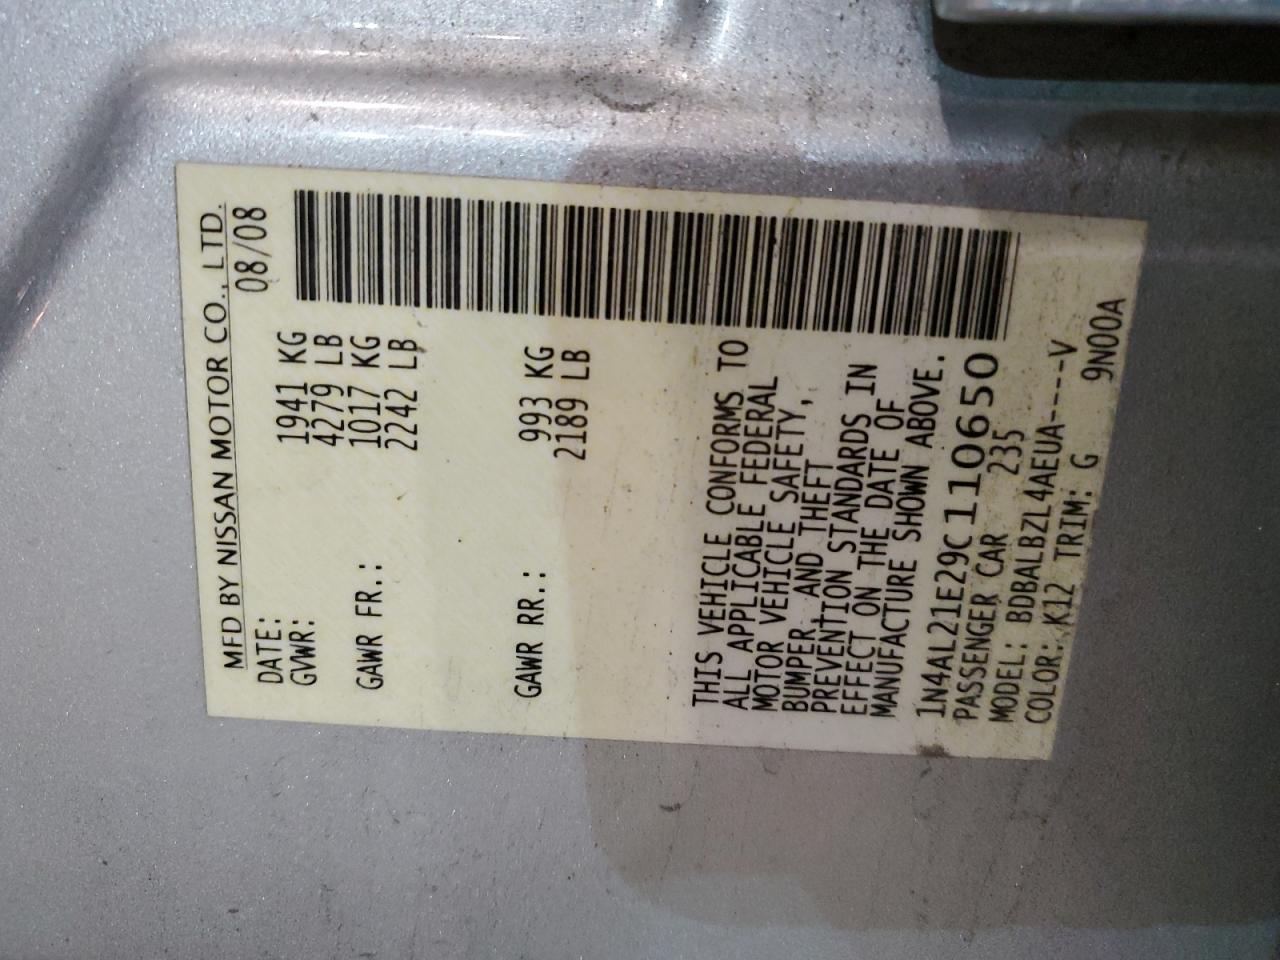 MFD BY NISSAN MOTOR CO., LTD.
DATE: 08/08
GVWR: 1941 KG
4279 LB
GAWR FR.: 1017 KG
2242 LB
GAWR RR.: 993 KG
2189 LB
THIS VEHICLE CONFORMS TO
ALL APPLICABLE FEDERAL
MOTOR VEHICLE SAFETY,
BUMPER, AND THEFT
PREVENTION STANDARDS IN
EFFECT ON THE DATE OF
MANUFACTURE SHOWN ABOVE.
1N4AL21E29C110650
PASSENGER CAR 235
MODEL: BDBALBZL4AEUA----V
COLOR: K12 TRIM: G 9N00A